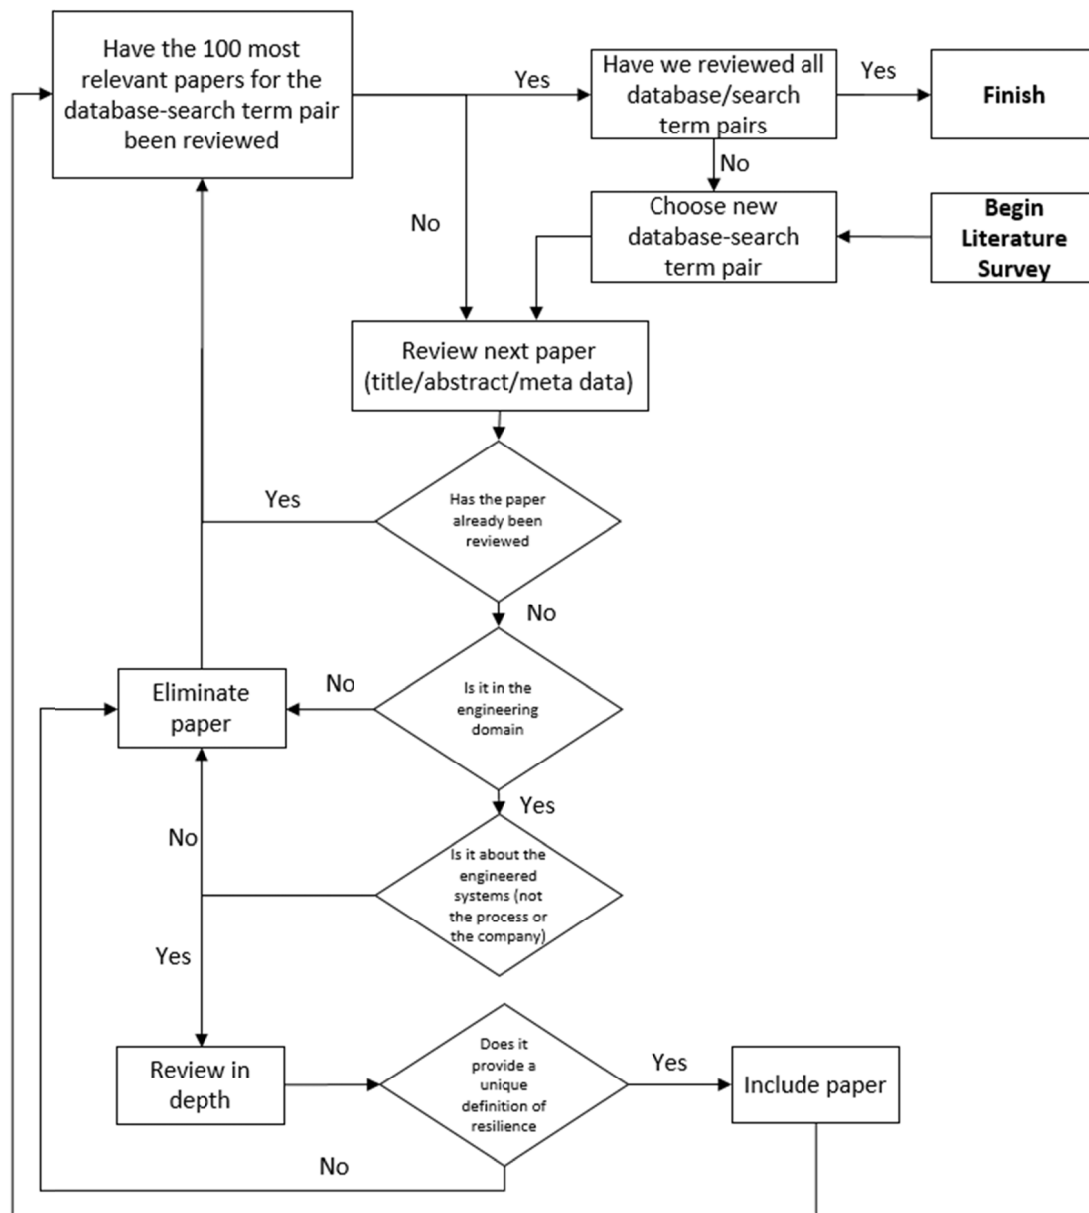 Have the 100 most
relevant papers for the
database-search term pair
been reviewed
Yes
Have we reviewed all
database/search
term pairs
Yes
Finish
No
No
Choose new
database-search
term pair
Begin
Literature
Survey
Review next paper
(title/abstract/meta data)
Yes
Has the paper
already been
reviewed
No
Eliminate
paper
No
Is it in the
engineering
domain
Yes
No
Is it about the
engineered
systems (not
the process or
the company)
Yes
Review in
depth
Does it
provide a
unique
definition of
resilience
Yes
Include paper
No